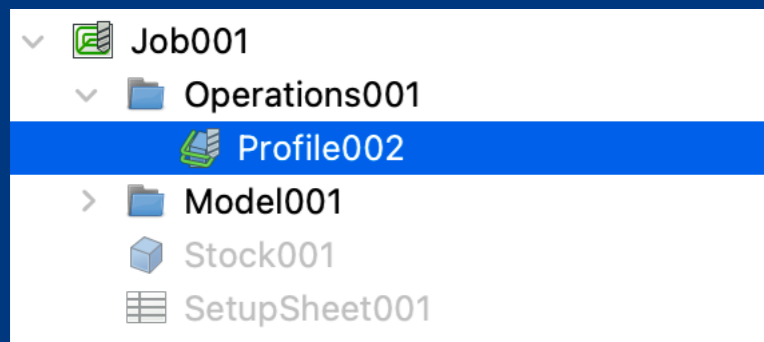 Job001
Operations001
Profile002
Model001
Stock001
SetupSheet001